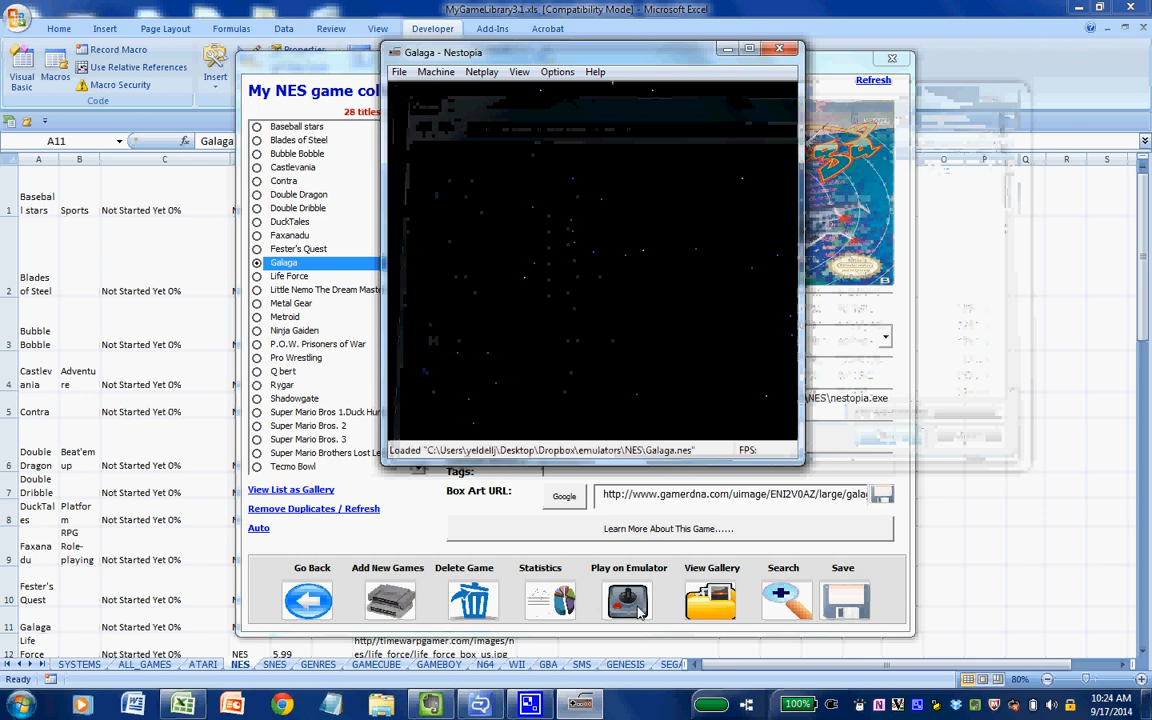 MyGameLibrary3.1.xls [Compatibility Mode] - Microsoft Excel
Home Insert Page Layout Formulas Data Review View Developer Add-Ins Acrobat
Visual Basic
Macros
Record Macro
Use Relative References
Macro Security
Code
Insert
Properties
A11
fx
Galaga
A B C O P Q R S
1 Baseball stars Sports Not Started Yet 0%
2 Blades of Steel Not Started Yet 0%
3 Bubble Bobble Not Started Yet 0%
4 Castlevania Adventure Not Started Yet 0%
5 Contra Not Started Yet 0%
6 Double Dragon Beat'em up Not Started Yet 0%
7 Double Dribble Not Started Yet 0%
8 DuckTales Platform Not Started Yet 0%
9 Faxanadu RPG Role-playing Not Started Yet 0%
10 Fester's Quest Not Started Yet 0%
11 Galaga Not Started Yet 0%
12 Life Force Not Started Yet 0% NES 5.99
http://timewarpgamer.com/images/n
es/life_force/life_force_box_us.jpg
My NES game col
28 titles
Refresh
Baseball stars
Blades of Steel
Bubble Bobble
Castlevania
Contra
Double Dragon
Double Dribble
DuckTales
Faxanadu
Fester's Quest
Galaga
Life Force
Little Nemo The Dream Maste
Metal Gear
Metroid
Ninja Gaiden
P.O.W. Prisoners of War
Pro Wrestling
Q bert
Rygar
Shadowgate
Super Mario Bros 1.Duck Hun
Super Mario Bros. 2
Super Mario Bros. 3
Super Mario Brothers Lost Le
Tecmo Bowl
View List as Gallery
Remove Duplicates / Refresh
Auto
Galaga - Nestopia
File Machine Netplay View Options Help
Loaded "C:\Users\yeldellj\Desktop\Dropbox\emulators\NES\Galaga.nes"
FPS:
\NES\nestopia.exe
Tags:
Box Art URL:
Google
http://www.gamerdna.com/uimage/ENI2V0AZ/large/galag
Learn More About This Game......
Go Back
Add New Games
Delete Game
Statistics
Play on Emulator
View Gallery
Search
Save
SYSTEMS ALL_GAMES ATARI NES SNES GENRES GAMECUBE GAMEBOY N64 WII GBA SMS GENESIS SEGA
Ready
80%
100%
10:24 AM
9/17/2014